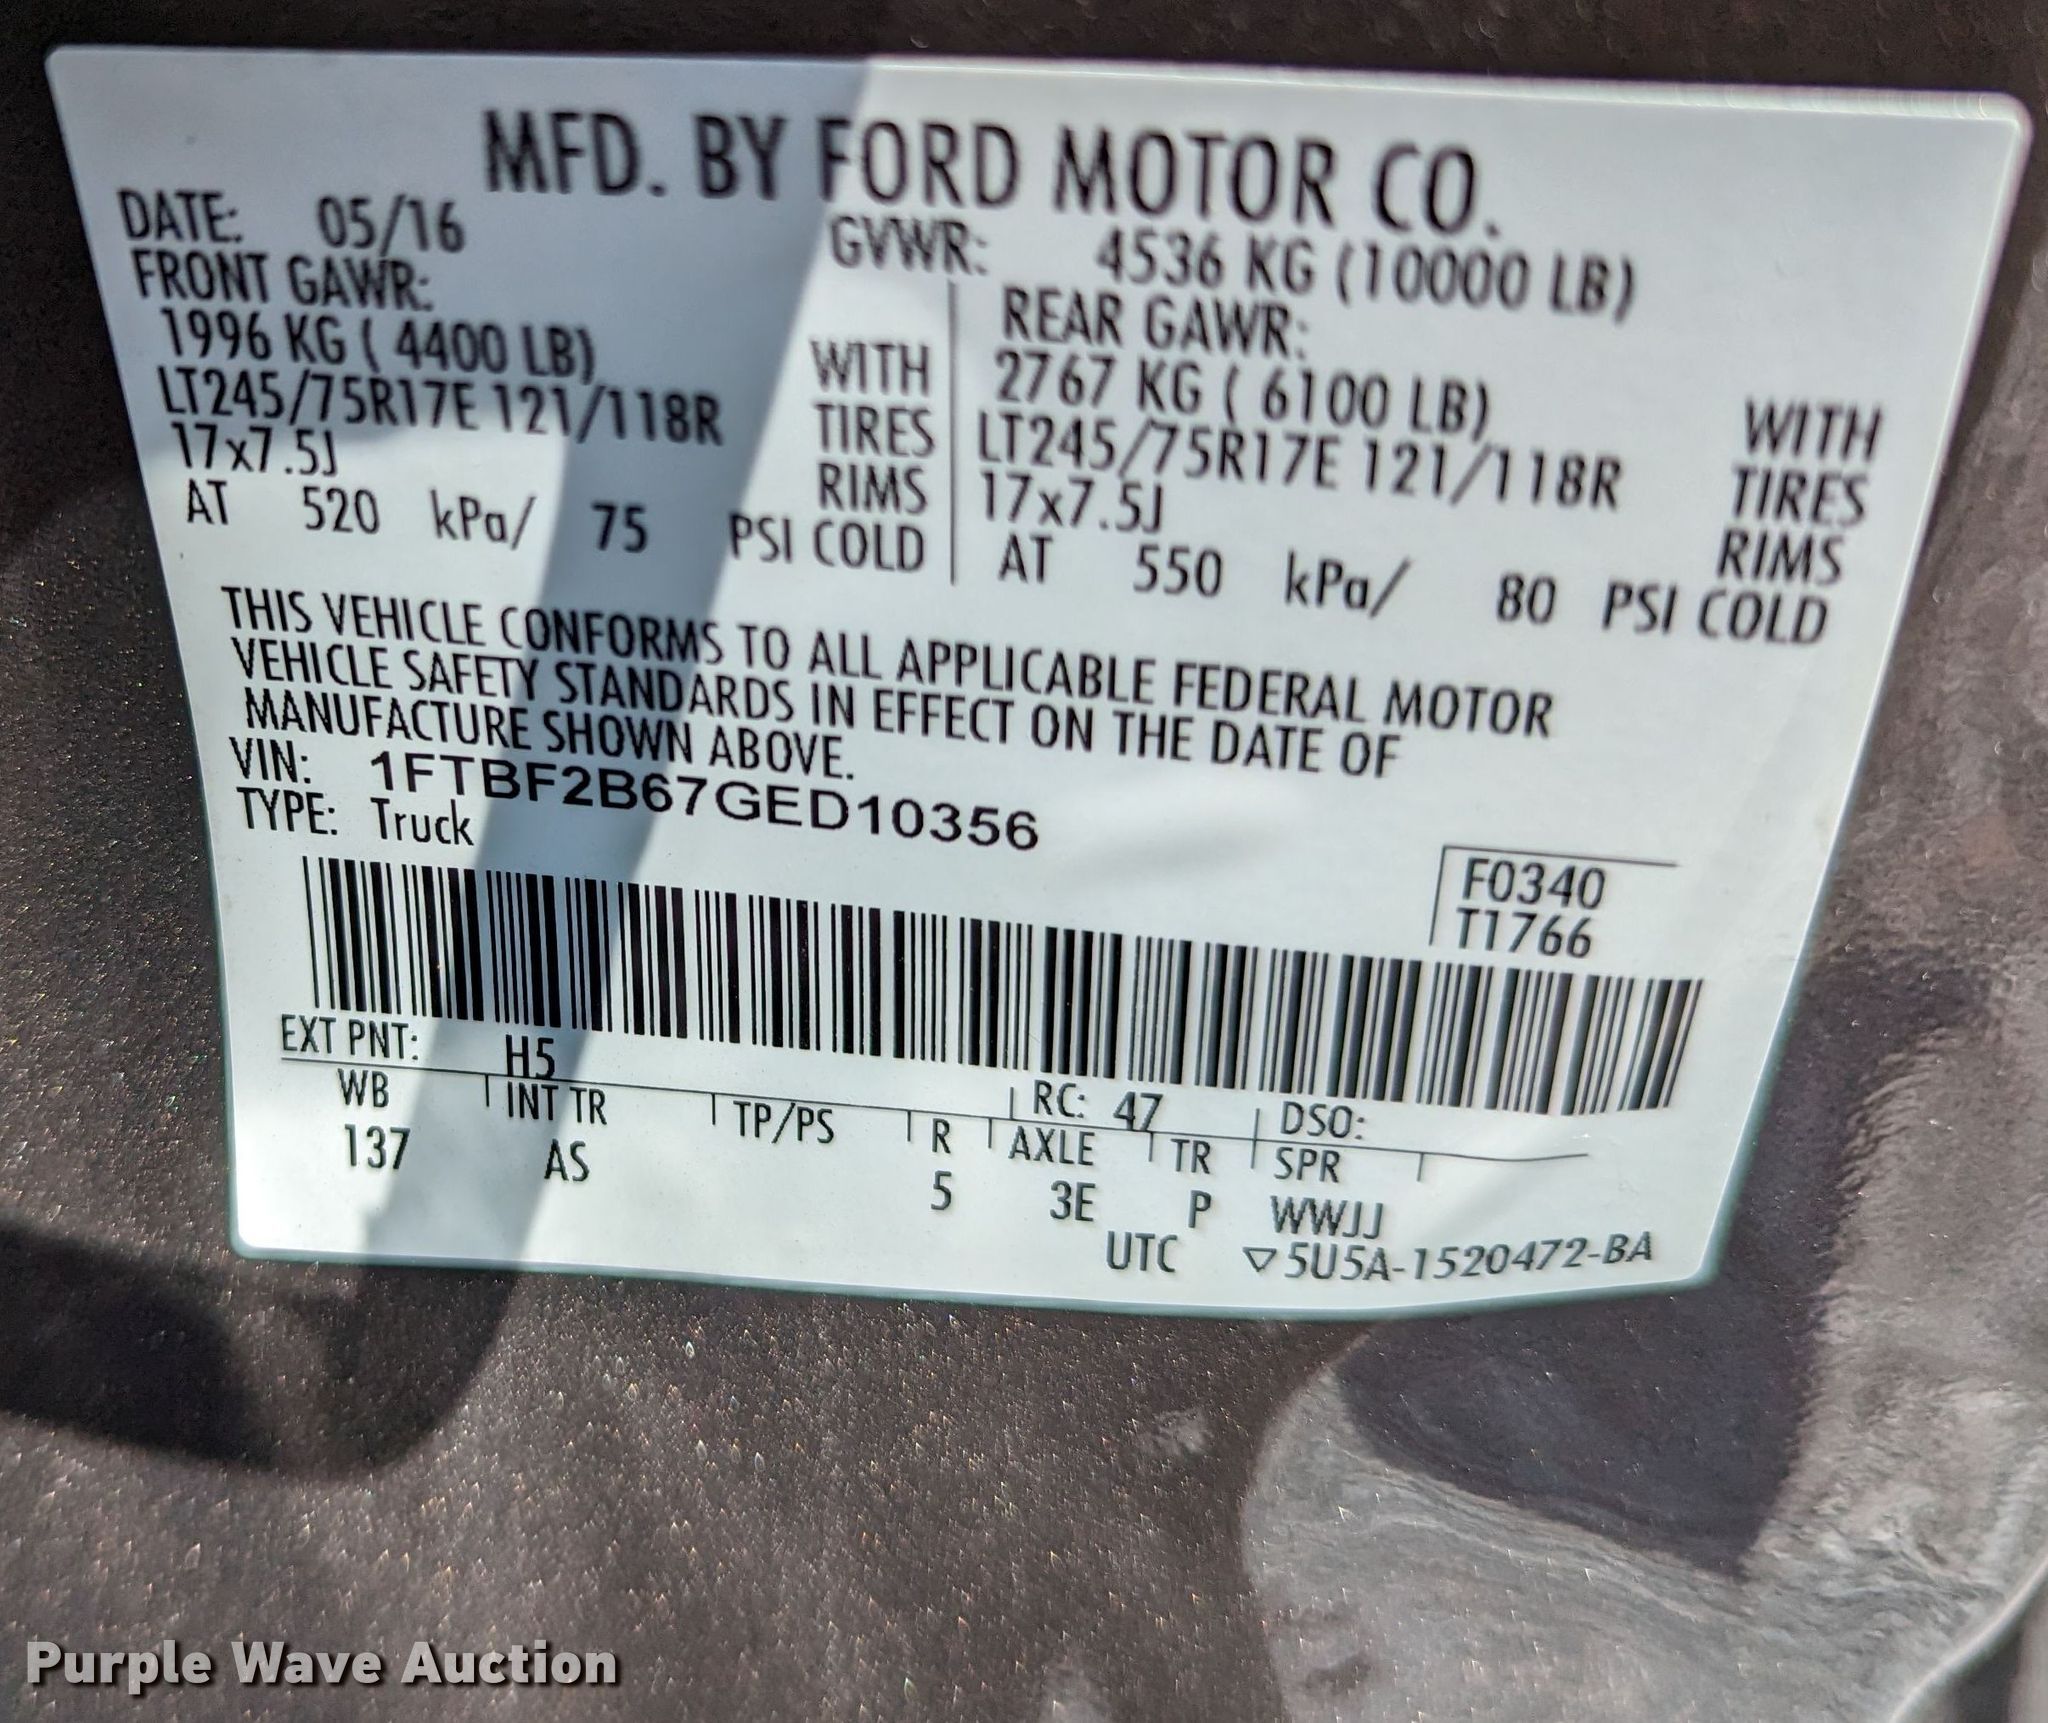 MFD. BY FORD MOTOR CO.
DATE: 05/16 GVWR: 4536 KG (10000 LB)
FRONT GAWR: REAR GAWR:
1996 KG ( 4400 LB) WITH 2767 KG ( 6100 LB) WITH
LT245/75R17E 121/118R TIRES LT245/75R17E 121/118R TIRES
17x7.5J RIMS 17x7.5J RIMS
AT 520 kPa/ 75 PSI COLD AT 550 kPa/ 80 PSI COLD
THIS VEHICLE CONFORMS TO ALL APPLICABLE FEDERAL MOTOR
VEHICLE SAFETY STANDARDS IN EFFECT ON THE DATE OF
MANUFACTURE SHOWN ABOVE.
VIN: 1FTBF2B67GED10356
TYPE: Truck
F0340
T1766
EXT PNT: H5 RC: 47 DSO:
WB INT TR TP/PS R AXLE TR SPR
137 AS 5 3E P WWJJ
UTC ▽5U5A-1520472-BA
Purple Wave Auction